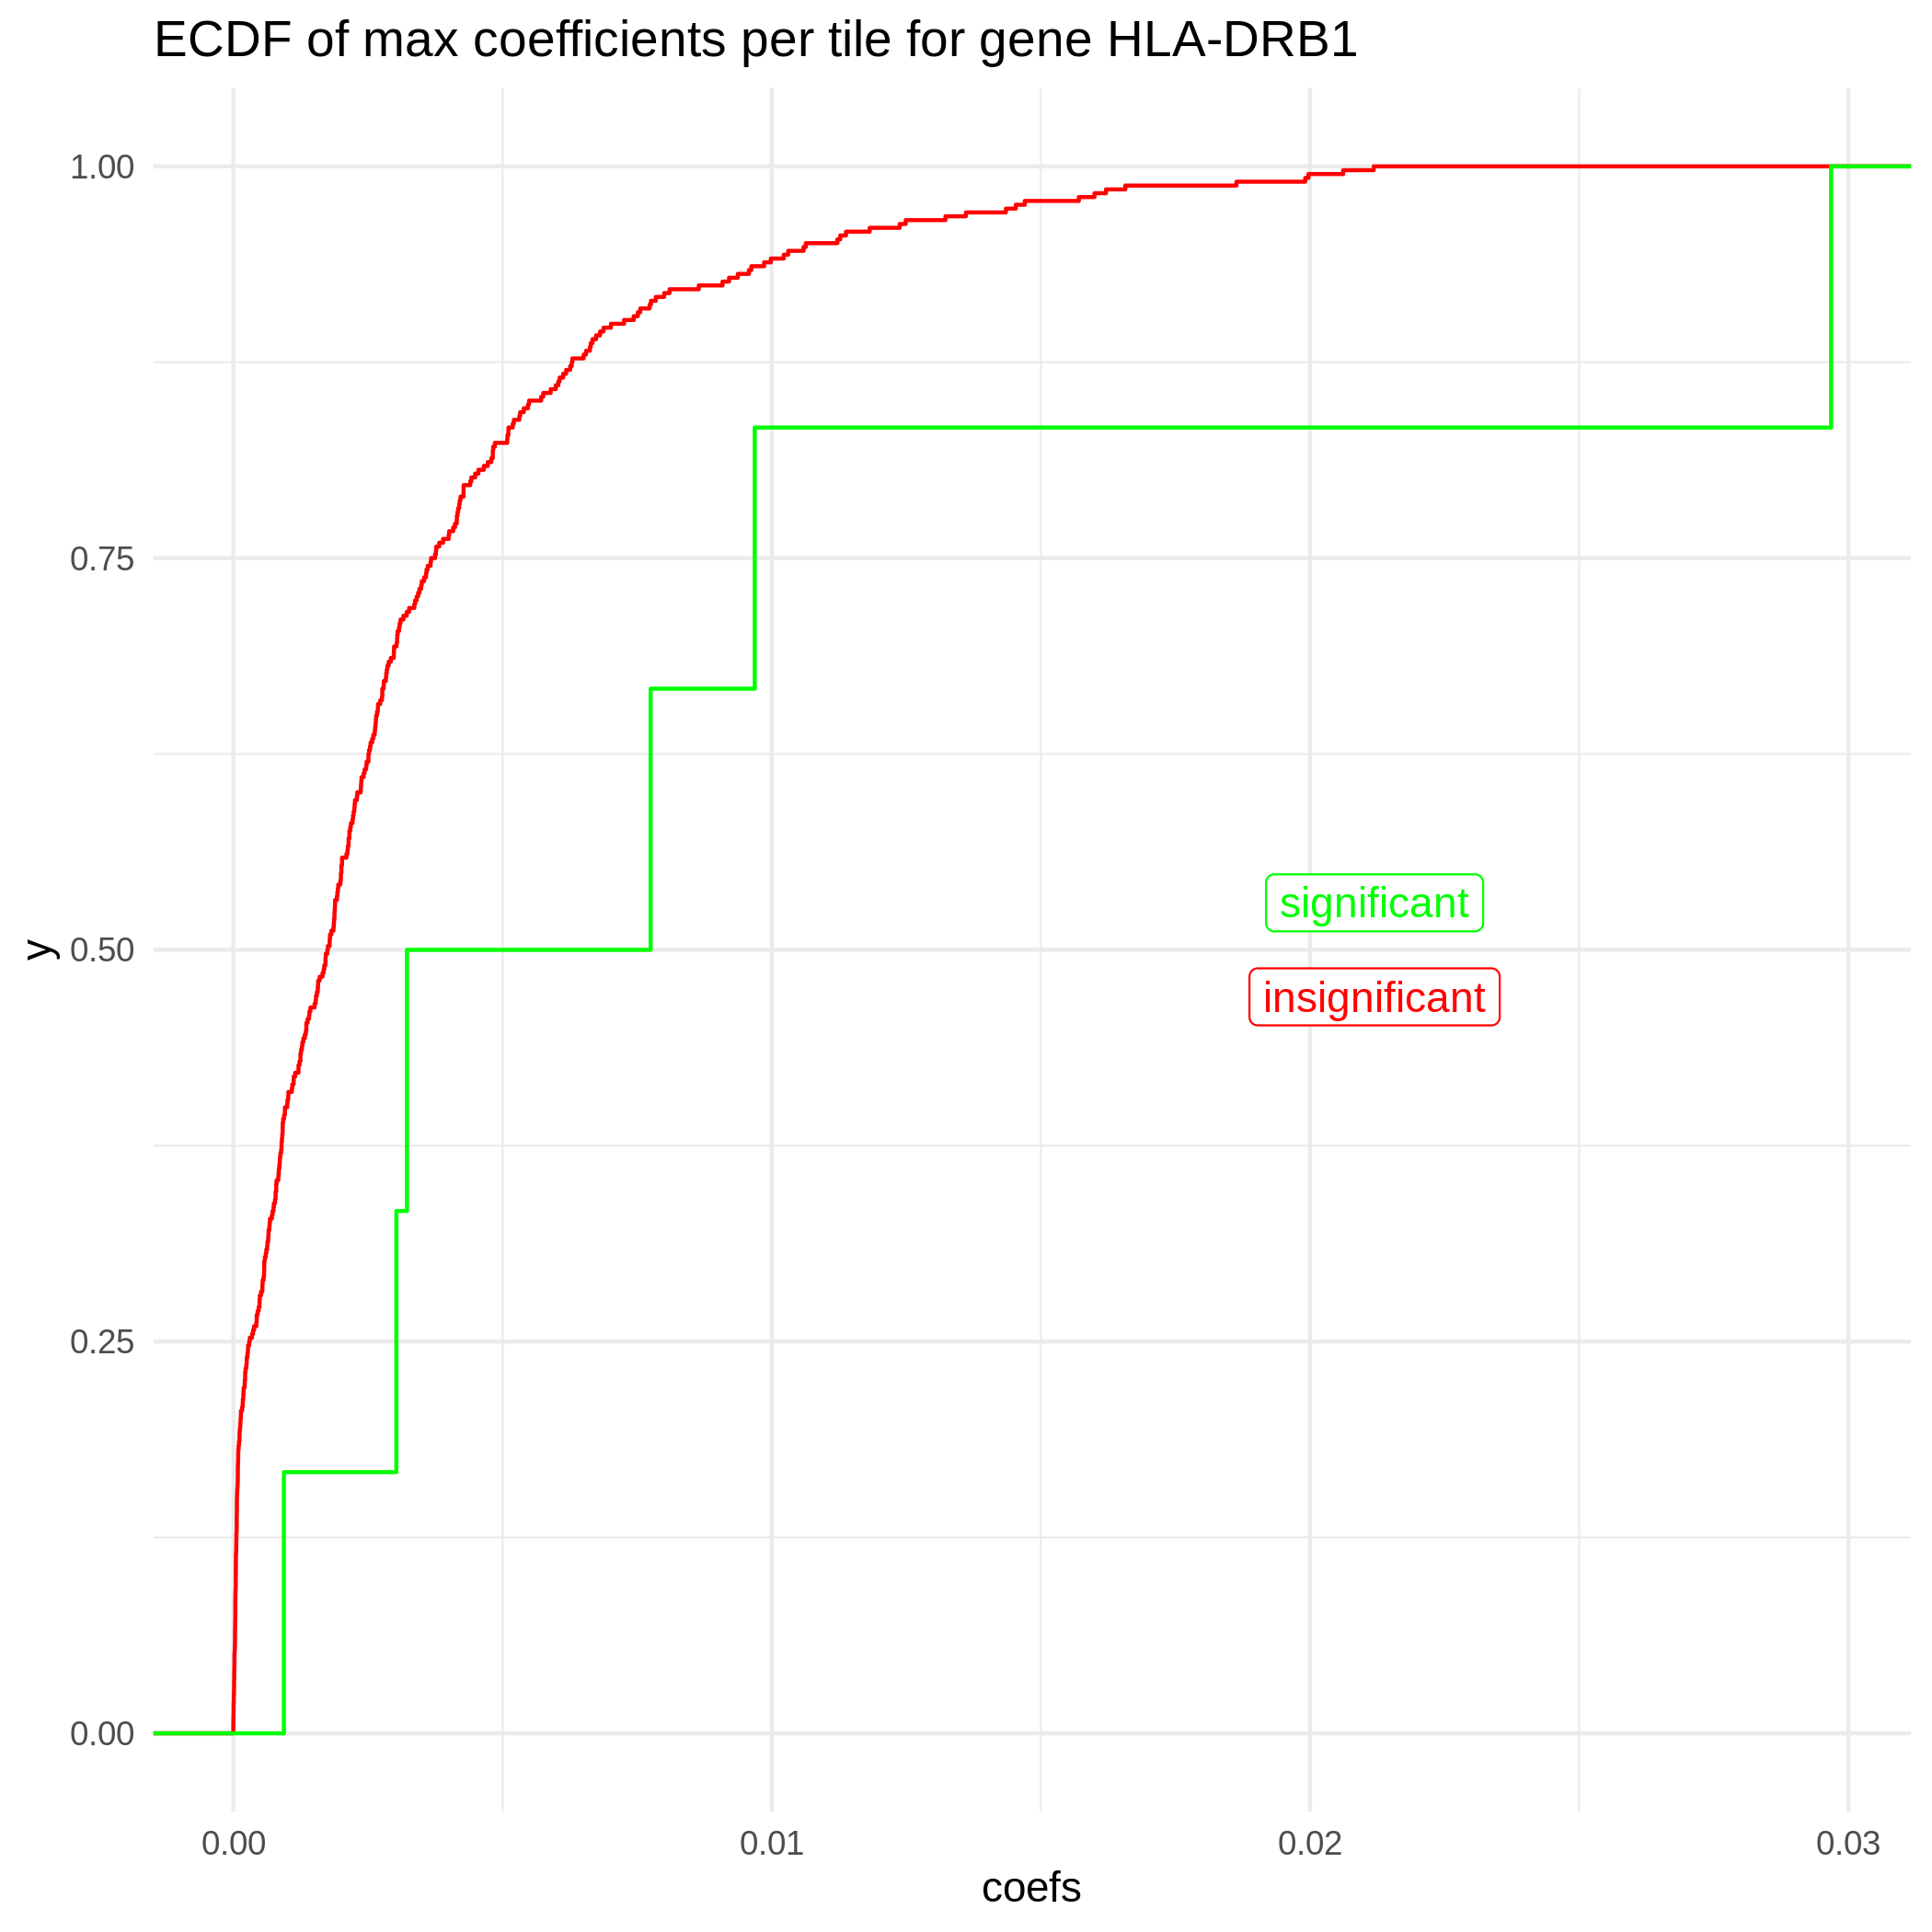 ECDF of max coefficients per tile for gene HLA-DRB1
1.00
0.75
0.50
0.25
0.00
y
significant
insignificant
0.00 0.01 0.02 0.03
coefs